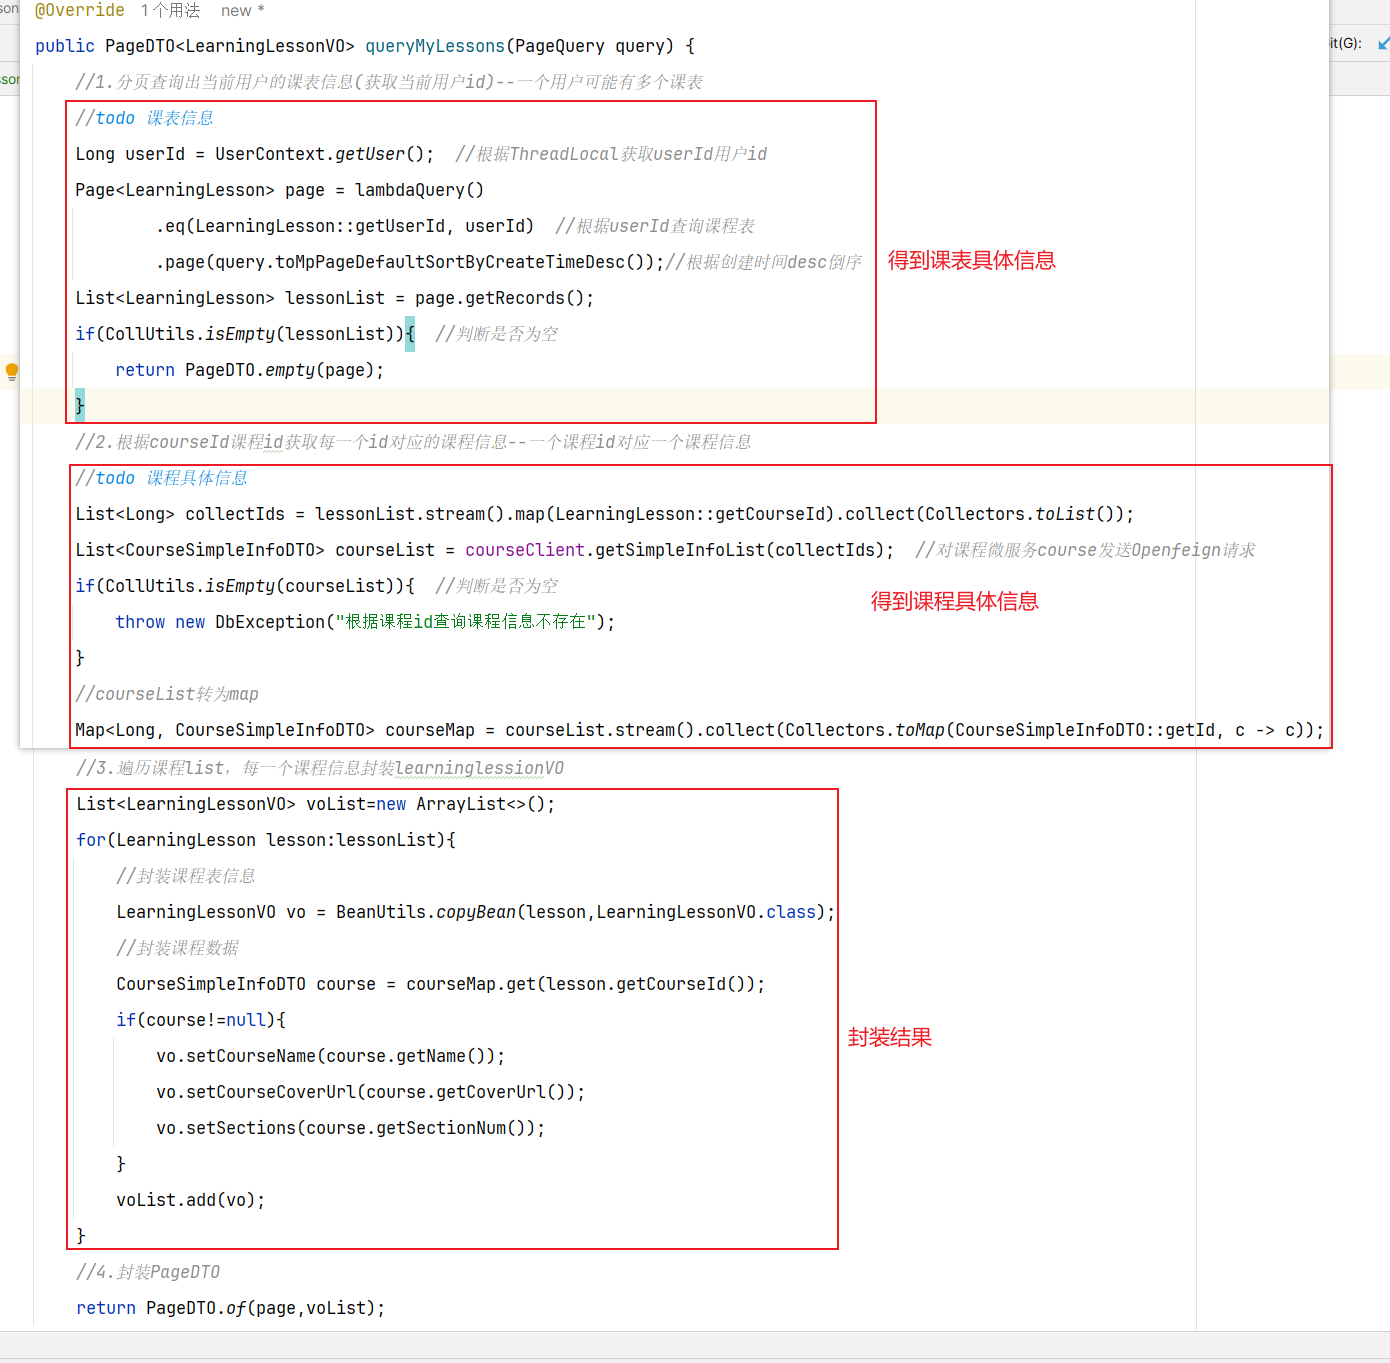 son
@Override 1个用法 new *
public PageDTO<LearningLessonVO> queryMyLessons(PageQuery query) {
it(G):
sson
//1.分页查询出当前用户的课表信息(获取当前用户id)--一个用户可能有多个课表
//todo 课表信息
Long userId = UserContext.getUser(); //根据ThreadLocal获取userId用户id
Page<LearningLesson> page = lambdaQuery()
.eq(LearningLesson::getUserId, userId) //根据userId查询课程表
.page(query.toMpPageDefaultSortByCreateTimeDesc());//根据创建时间desc倒序
得到课表具体信息
List<LearningLesson> lessonList = page.getRecords();
if(CollUtils.isEmpty(lessonList)){ //判断是否为空
return PageDTO.empty(page);
}
//2.根据courseId课程id获取每一个id对应的课程信息--一个课程id对应一个课程信息
//todo 课程具体信息
List<Long> collectIds = lessonList.stream().map(LearningLesson::getCourseId).collect(Collectors.toList());
List<CourseSimpleInfoDTO> courseList = courseClient.getSimpleInfoList(collectIds); //对课程微服务course发送Openfeign请求
if(CollUtils.isEmpty(courseList)){ //判断是否为空
得到课程具体信息
throw new DbException("根据课程id查询课程信息不存在");
}
//courseList转为map
Map<Long, CourseSimpleInfoDTO> courseMap = courseList.stream().collect(Collectors.toMap(CourseSimpleInfoDTO::getId, c -> c));
//3.遍历课程list，每一个课程信息封装learninglessionVO
List<LearningLessonVO> voList=new ArrayList<>();
for(LearningLesson lesson:lessonList){
//封装课程表信息
LearningLessonVO vo = BeanUtils.copyBean(lesson,LearningLessonVO.class);
//封装课程数据
CourseSimpleInfoDTO course = courseMap.get(lesson.getCourseId());
if(course!=null){
封装结果
vo.setCourseName(course.getName());
vo.setCourseCoverUrl(course.getCoverUrl());
vo.setSections(course.getSectionNum());
}
voList.add(vo);
}
//4.封装PageDTO
return PageDTO.of(page,voList);